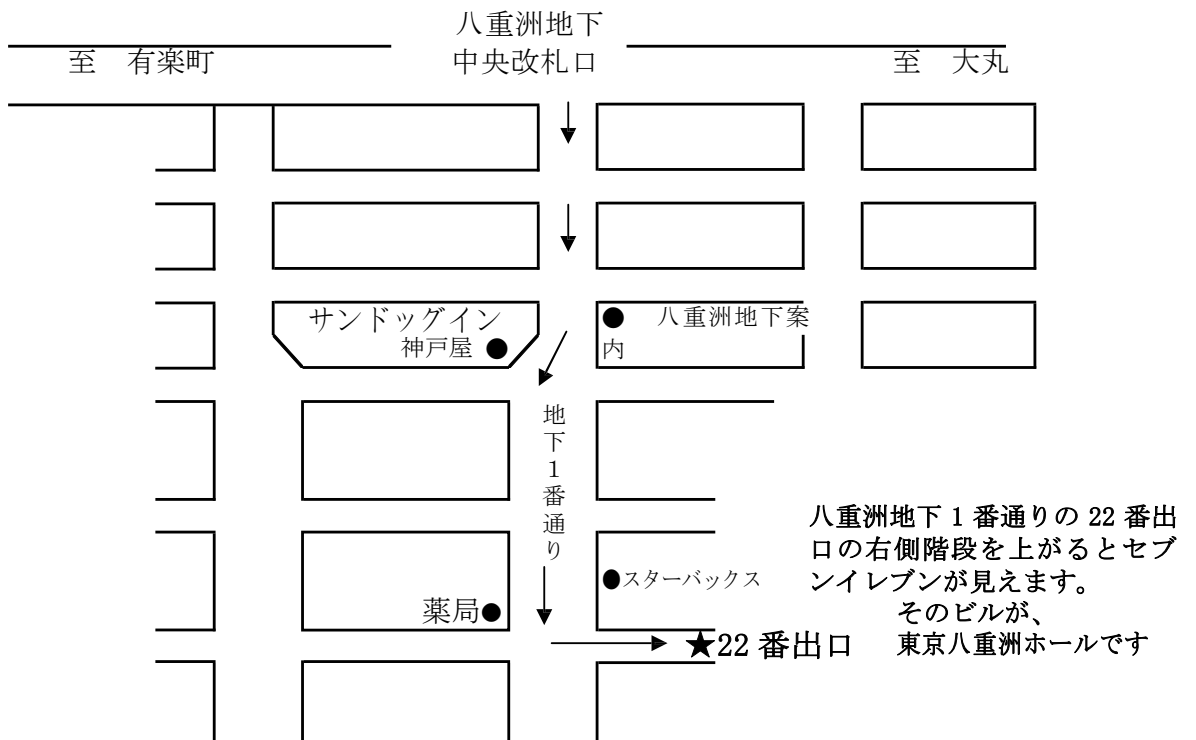 八重洲地下
中央改札口
至　有楽町
至　大丸
サンドッグイン
神戸屋
八重洲地下案
内
地下1番通り
スターバックス
薬局
★22 番出口
八重洲地下 1 番通りの 22 番出
口の右側階段を上がるとセブ
ンイレブンが見えます。
そのビルが、
東京八重洲ホールです